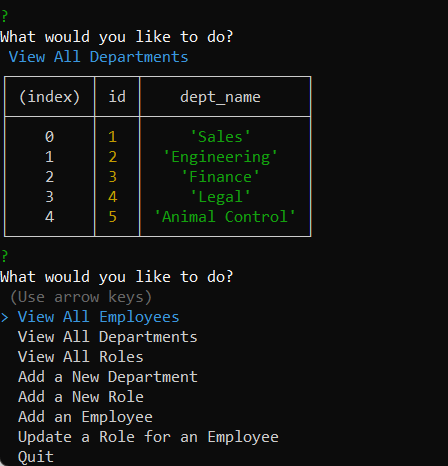 ?
What would you like to do?
View All Departments
(index) id dept_name
0 1 'Sales'
1 2 'Engineering'
2 3 'Finance'
3 4 'Legal'
4 5 'Animal Control'
?
What would you like to do?
(Use arrow keys)
> View All Employees
View All Departments
View All Roles
Add a New Department
Add a New Role
Add an Employee
Update a Role for an Employee
Quit